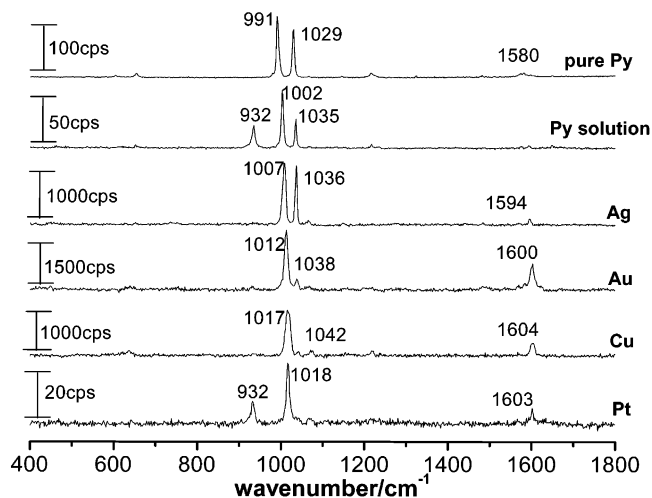 991
1029
100cps
1580
pure Py
1002
50cps
932
1035
Py solution
1007
1036
1000cps
1594
Ag
1012
1600
1038
1500cps
Au
1017
1042
1604
1000cps
Cu
1018
20cps
932
1603
Pt
400 600 800 1000 1200 1400 1600 1800
wavenumber/cm⁻¹